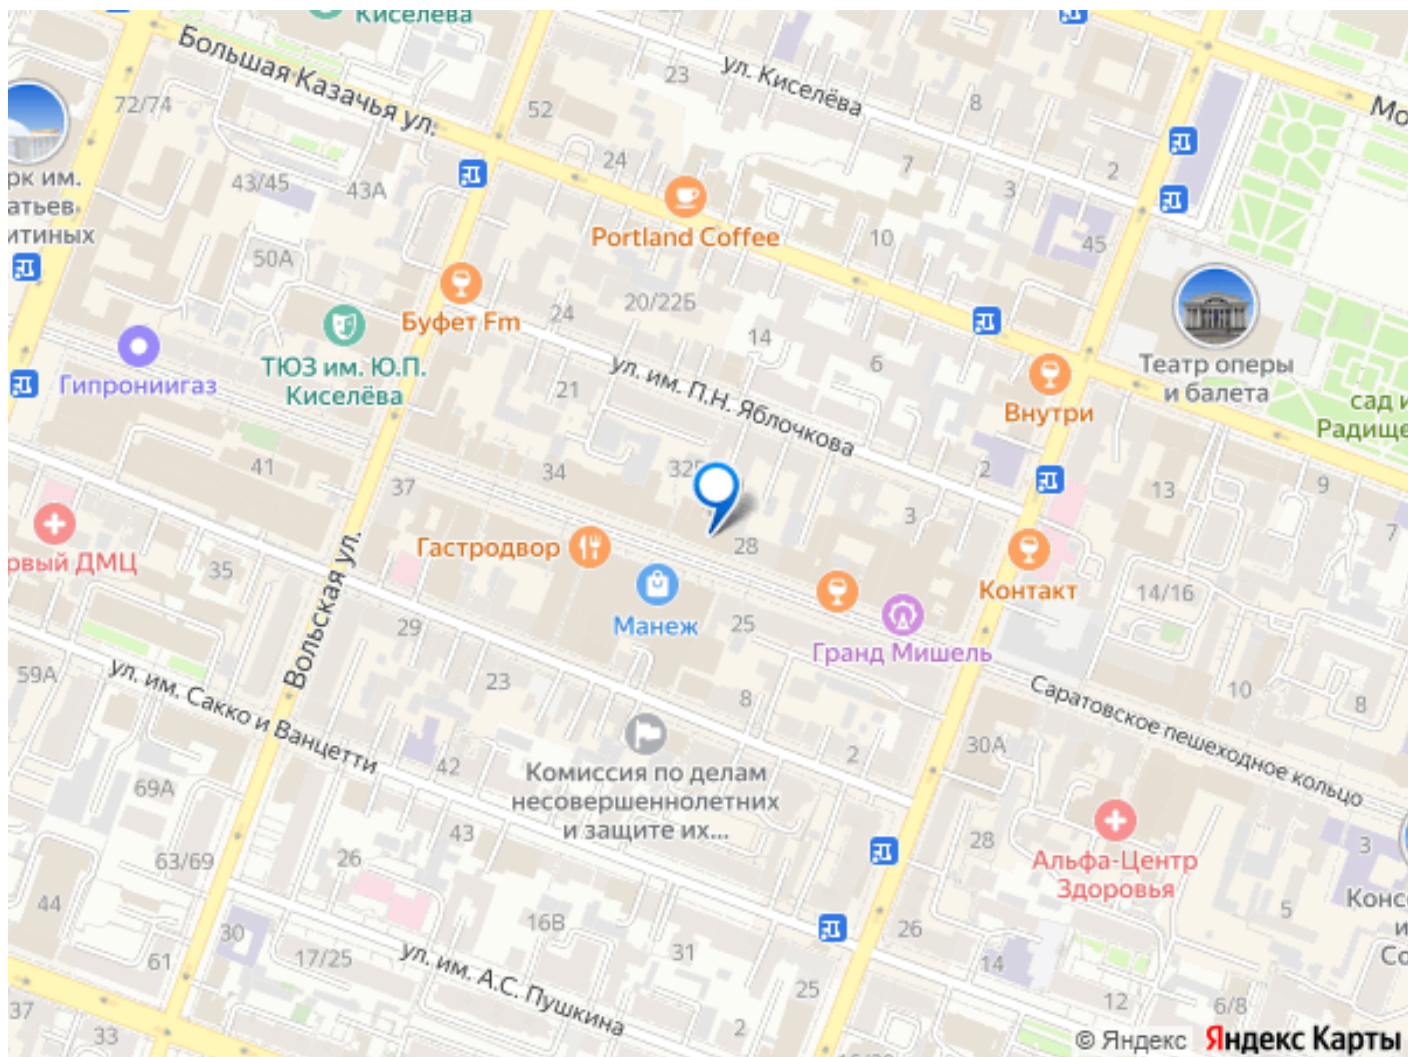 Киселёва
Большая Казачья ул.
ул. Киселёва
23
8
52
72/74
24
7
3
2
43/45
43А
рк им.
атьев
итиных
Portland Coffee
10
45
50А
20/22Б
24
14
6
Буфет Fm
ТЮЗ им. Ю.П.
Киселёва
Гипрониигаз
ул. им. П.Н. Яблочкова
21
Внутри
Театр оперы
и балета
сад и
Радище
41
37
34
2
13
9
7
3
28
Гастродвор
Манеж
25
Контакт
14/16
Гранд Мишель
овый ДМЦ
35
Вольская ул.
29
23
8
59А
ул. им. Сакко и Ванцетти
Саратовское пешеходное кольцо
10
8
30А
2
42
Комиссия по делам
несовершеннолетних
и защите их...
69А
43
26
63/69
28
Альфа-Центр
Здоровья
3
5
44
30
61
17/25
16В
31
26
14
ул. им. А.С. Пушкина
25
12
6/8
2
37
33
© Яндекс Яндекс Карты